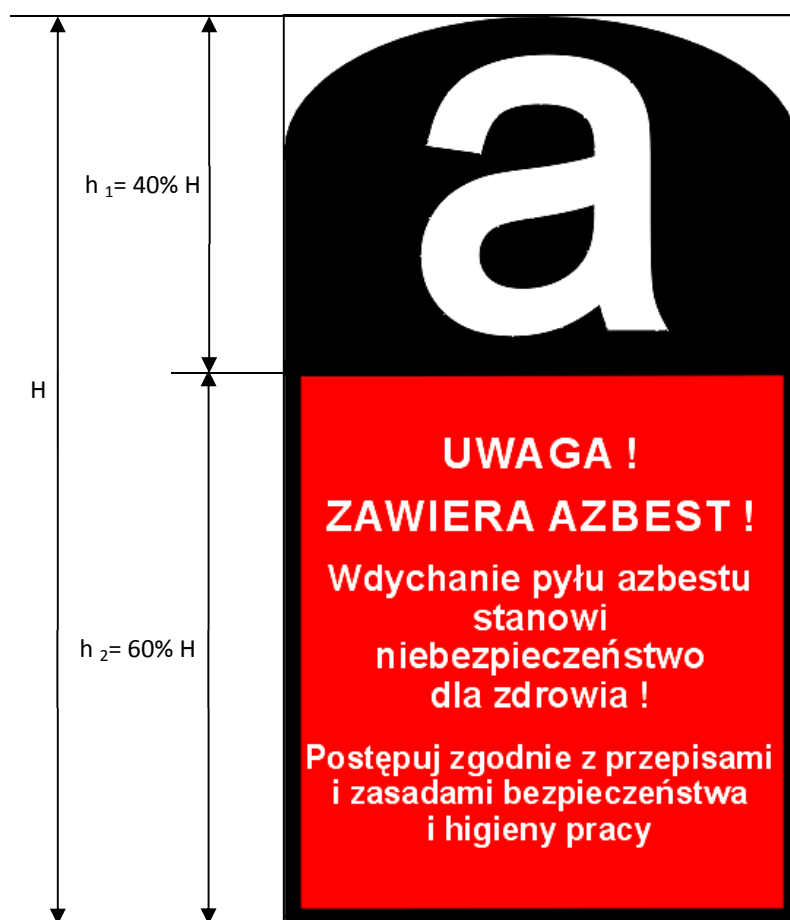 a
h 1= 40% H
H
UWAGA !
ZAWIERA AZBEST !
Wdychanie pyłu azbestu
stanowi
niebezpieczeństwo
dla zdrowia !
h 2= 60% H
Postępuj zgodnie z przepisami
i zasadami bezpieczeństwa
i higieny pracy